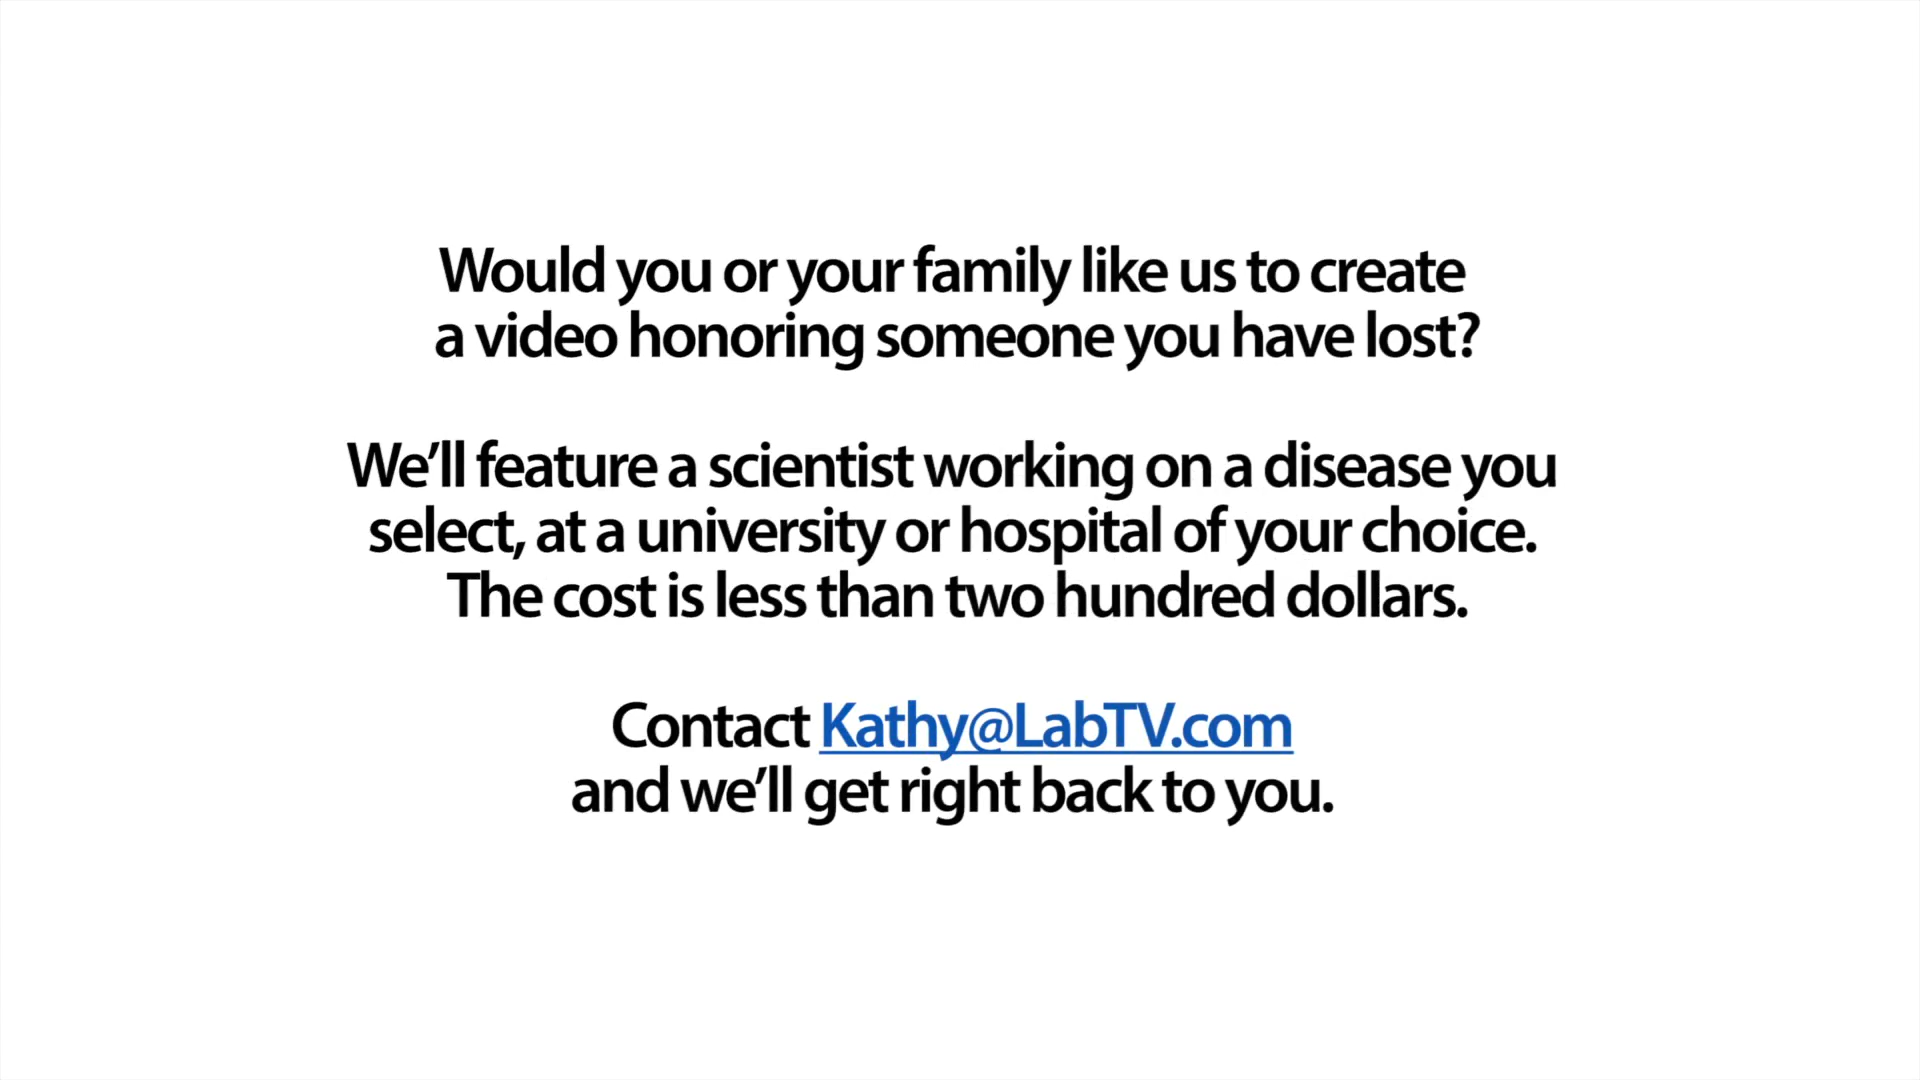 Would you or your family like us to create
a video honoring someone you have lost?
We’ll feature a scientist working on a disease you
select, at a university or hospital of your choice.
The cost is less than two hundred dollars.
Contact Kathy@LabTV.com
and we’ll get right back to you.